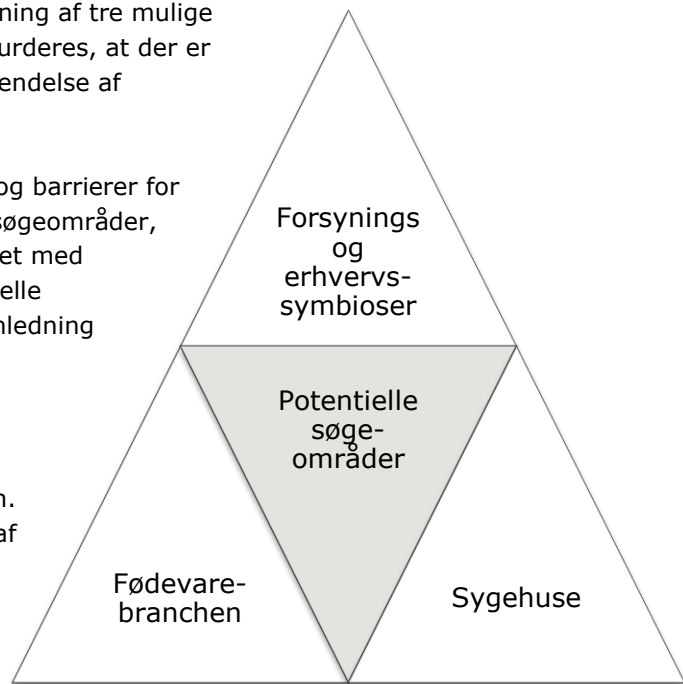 ning af tre mulige
urderes, at der er
endelse af
og barrierer for
søgeområder,
et med
elle
nledning
n.
af
Forsynings
og
erhvervs-
symbioser
Potentielle
søge-
områder
Fødevare-
branchen
Sygehuse